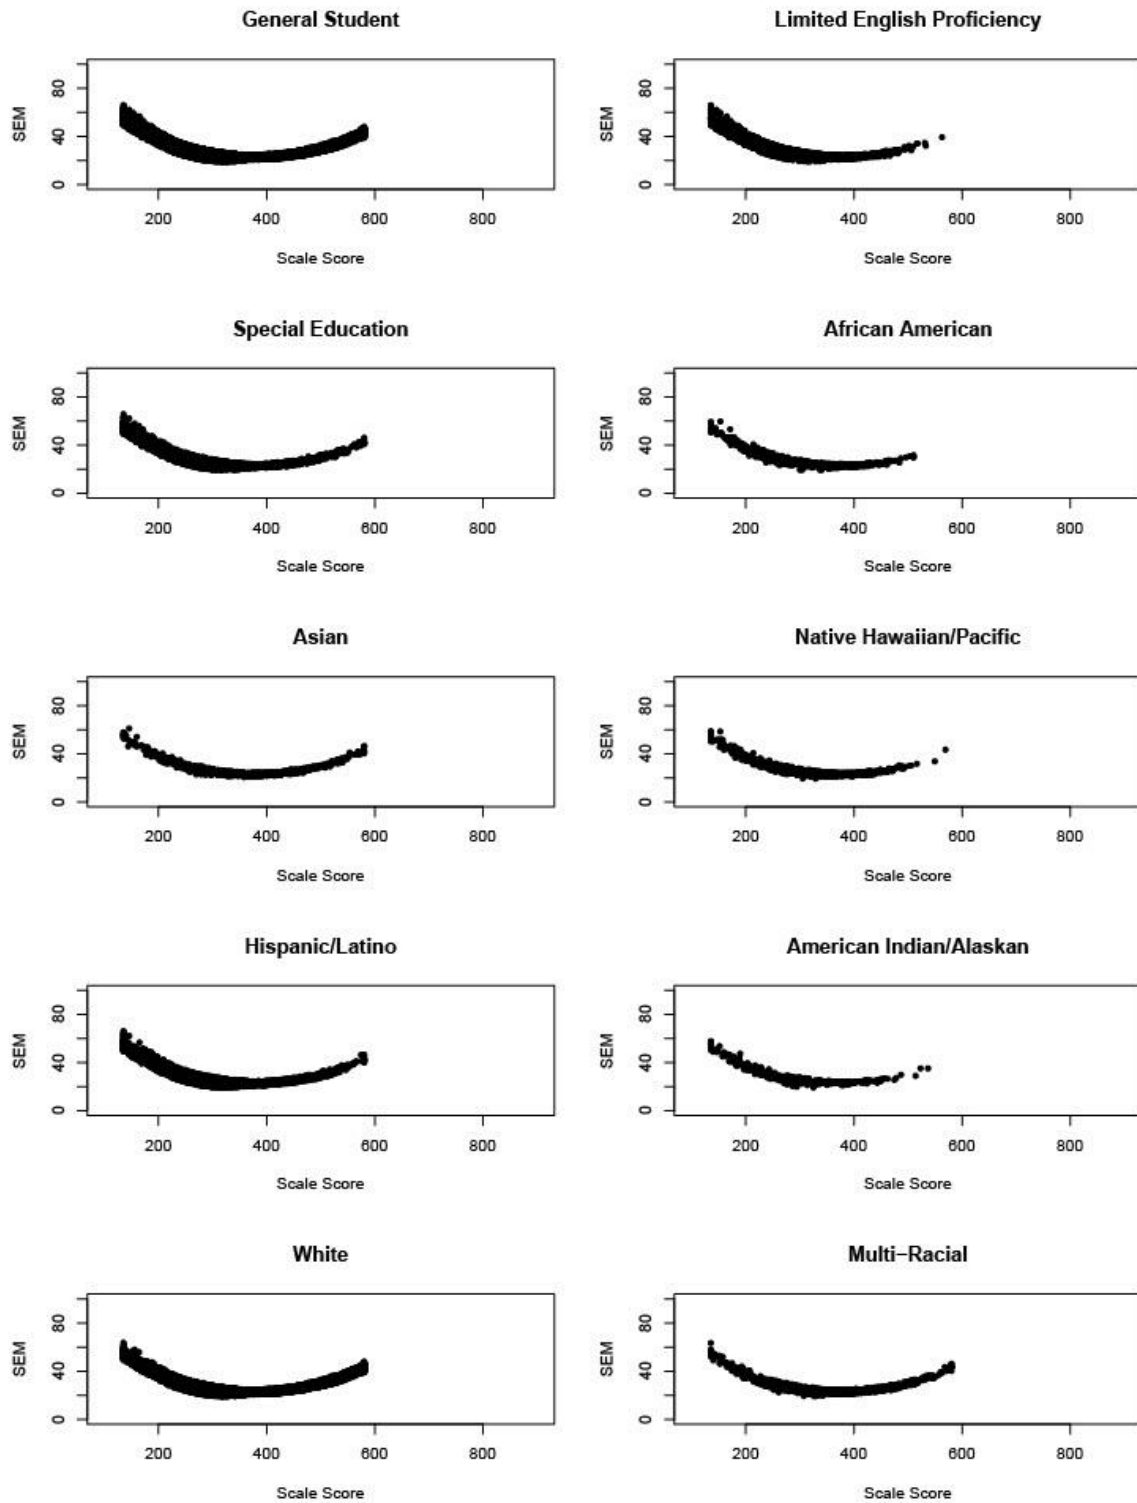 General Student
SEM
0 40 80
200 400 600 800
Scale Score
Limited English Proficiency
SEM
0 40 80
200 400 600 800
Scale Score
Special Education
SEM
0 40 80
200 400 600 800
Scale Score
African American
SEM
0 40 80
200 400 600 800
Scale Score
Asian
SEM
0 40 80
200 400 600 800
Scale Score
Native Hawaiian/Pacific
SEM
0 40 80
200 400 600 800
Scale Score
Hispanic/Latino
SEM
0 40 80
200 400 600 800
Scale Score
American Indian/Alaskan
SEM
0 40 80
200 400 600 800
Scale Score
White
SEM
0 40 80
200 400 600 800
Scale Score
Multi−Racial
SEM
0 40 80
200 400 600 800
Scale Score